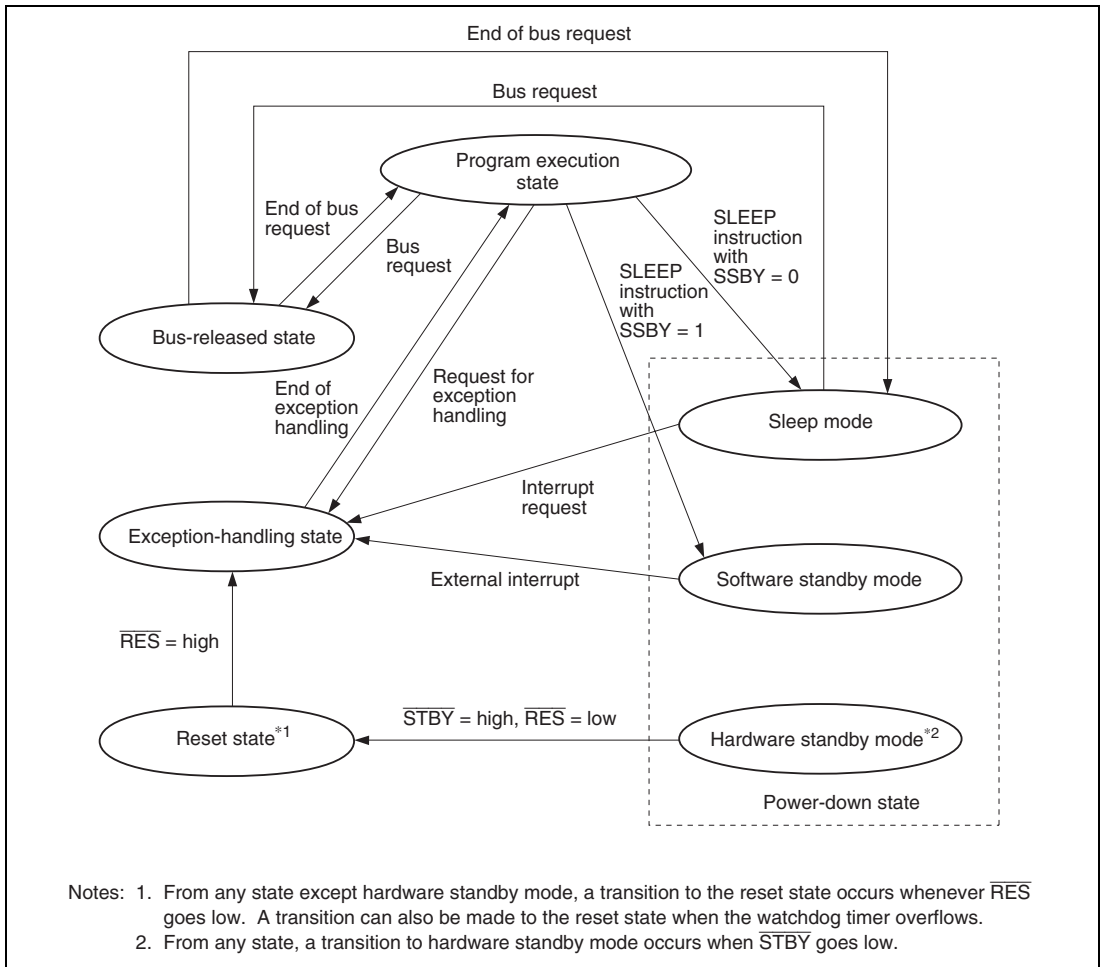 End of bus request
Bus request
Program execution
state
End of bus
request
Bus
request
SLEEP
instruction
with
SSBY = 0
SLEEP
instruction
with
SSBY = 1
Bus-released state
End of
exception
handling
Request for
exception
handling
Sleep mode
Interrupt
request
Exception-handling state
External interrupt
Software standby mode
R̅E̅S̅ = high
S̅T̅B̅Y̅ = high, R̅E̅S̅ = low
Reset state*1
Hardware standby mode*2
Power-down state
Notes: 1. From any state except hardware standby mode, a transition to the reset state occurs whenever R̅E̅S̅
goes low. A transition can also be made to the reset state when the watchdog timer overflows.
2. From any state, a transition to hardware standby mode occurs when S̅T̅B̅Y̅ goes low.